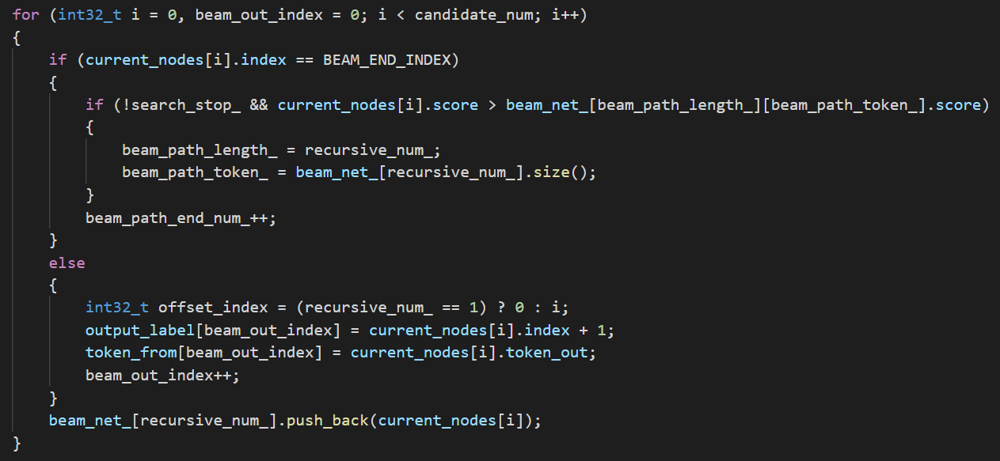 for (int32_t i = 0, beam_out_index = 0; i < candidate_num; i++)
{
    if (current_nodes[i].index == BEAM_END_INDEX)
    {
        if (!search_stop_ && current_nodes[i].score > beam_net_[beam_path_length_][beam_path_token_].score)
        {
            beam_path_length_ = recursive_num_;
            beam_path_token_ = beam_net_[recursive_num_].size();
        }
        beam_path_end_num_++;
    }
    else
    {
        int32_t offset_index = (recursive_num_ == 1) ? 0 : i;
        output_label[beam_out_index] = current_nodes[i].index + 1;
        token_from[beam_out_index] = current_nodes[i].token_out;
        beam_out_index++;
    }
    beam_net_[recursive_num_].push_back(current_nodes[i]);
}